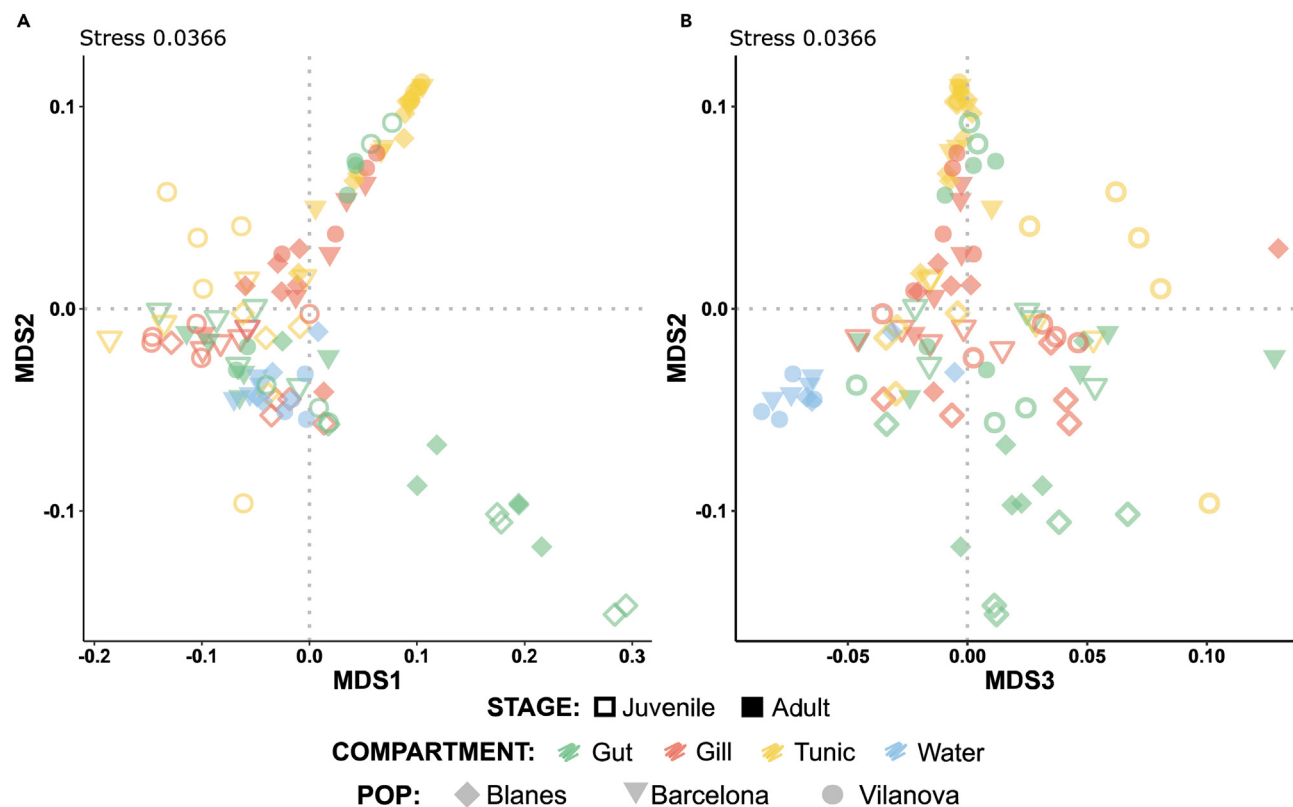 A
Stress 0.0366
0.1
0.0
-0.1
MDS2
-0.2 -0.1 0.0 0.1 0.2 0.3
MDS1
B
Stress 0.0366
0.1
0.0
-0.1
MDS2
-0.05 0.00 0.05 0.10
MDS3
STAGE: Juvenile Adult
COMPARTMENT: Gut Gill Tunic Water
POP: Blanes Barcelona Vilanova